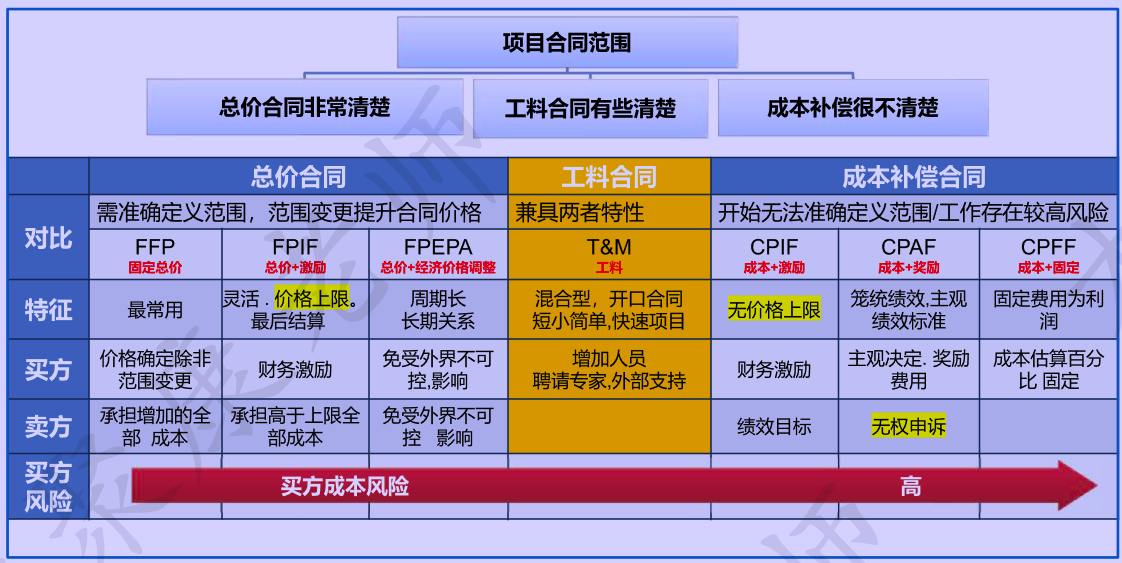 项目合同范围
总价合同非常清楚
工料合同有些清楚
成本补偿很不清楚
总价合同
工料合同
成本补偿合同
对比
需准确定义范围，范围变更提升合同价格
兼具两者特性
开始无法准确定义范围/工作存在较高风险
FFP
固定总价
FPIF
总价+激励
FPEPA
总价+经济价格调整
T&M
工料
CPIF
成本+激励
CPAF
成本+奖励
CPFF
成本+固定
特征
最常用
灵活 . 价格上限。
最后结算
周期长
长期关系
混合型，开口合同
短小简单,快速项目
无价格上限
笼统绩效,主观
绩效标准
固定费用为利
润
买方
价格确定除非
范围变更
财务激励
免受外界不可
控,影响
增加人员
聘请专家,外部支持
财务激励
主观决定. 奖励
费用
成本估算百分
比 固定
卖方
承担增加的全
部 成本
承担高于上限全
部成本
免受外界不可
控 影响
绩效目标
无权申诉
买方
风险
买方成本风险
高